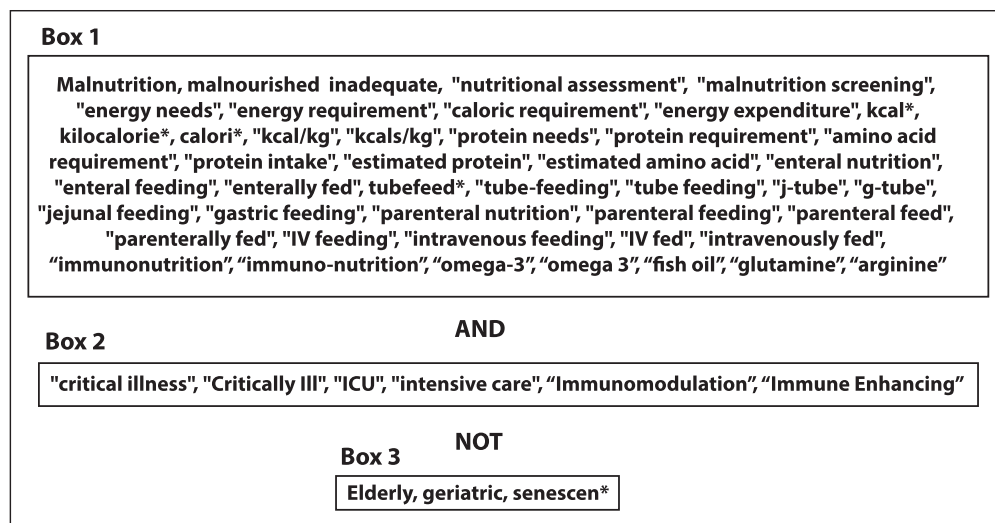 Box 1
Malnutrition, malnourished inadequate, "nutritional assessment", "malnutrition screening",
"energy needs", "energy requirement", "caloric requirement", "energy expenditure", kcal*,
kilocalorie*, calori*, "kcal/kg", "kcals/kg", "protein needs", "protein requirement", "amino acid
requirement", "protein intake", "estimated protein", "estimated amino acid", "enteral nutrition",
"enteral feeding", "enterally fed", tubefeed*, "tube-feeding", "tube feeding", "j-tube", "g-tube",
"jejunal feeding", "gastric feeding", "parenteral nutrition", "parenteral feeding", "parenteral feed",
"parenterally fed", "IV feeding", "intravenous feeding", "IV fed", "intravenously fed",
“immunonutrition”, “immuno-nutrition”, “omega-3”, “omega 3”, “fish oil”, “glutamine”, “arginine”
AND
Box 2
"critical illness", "Critically Ill", "ICU", "intensive care", “Immunomodulation”, “Immune Enhancing”
NOT
Box 3
Elderly, geriatric, senescen*